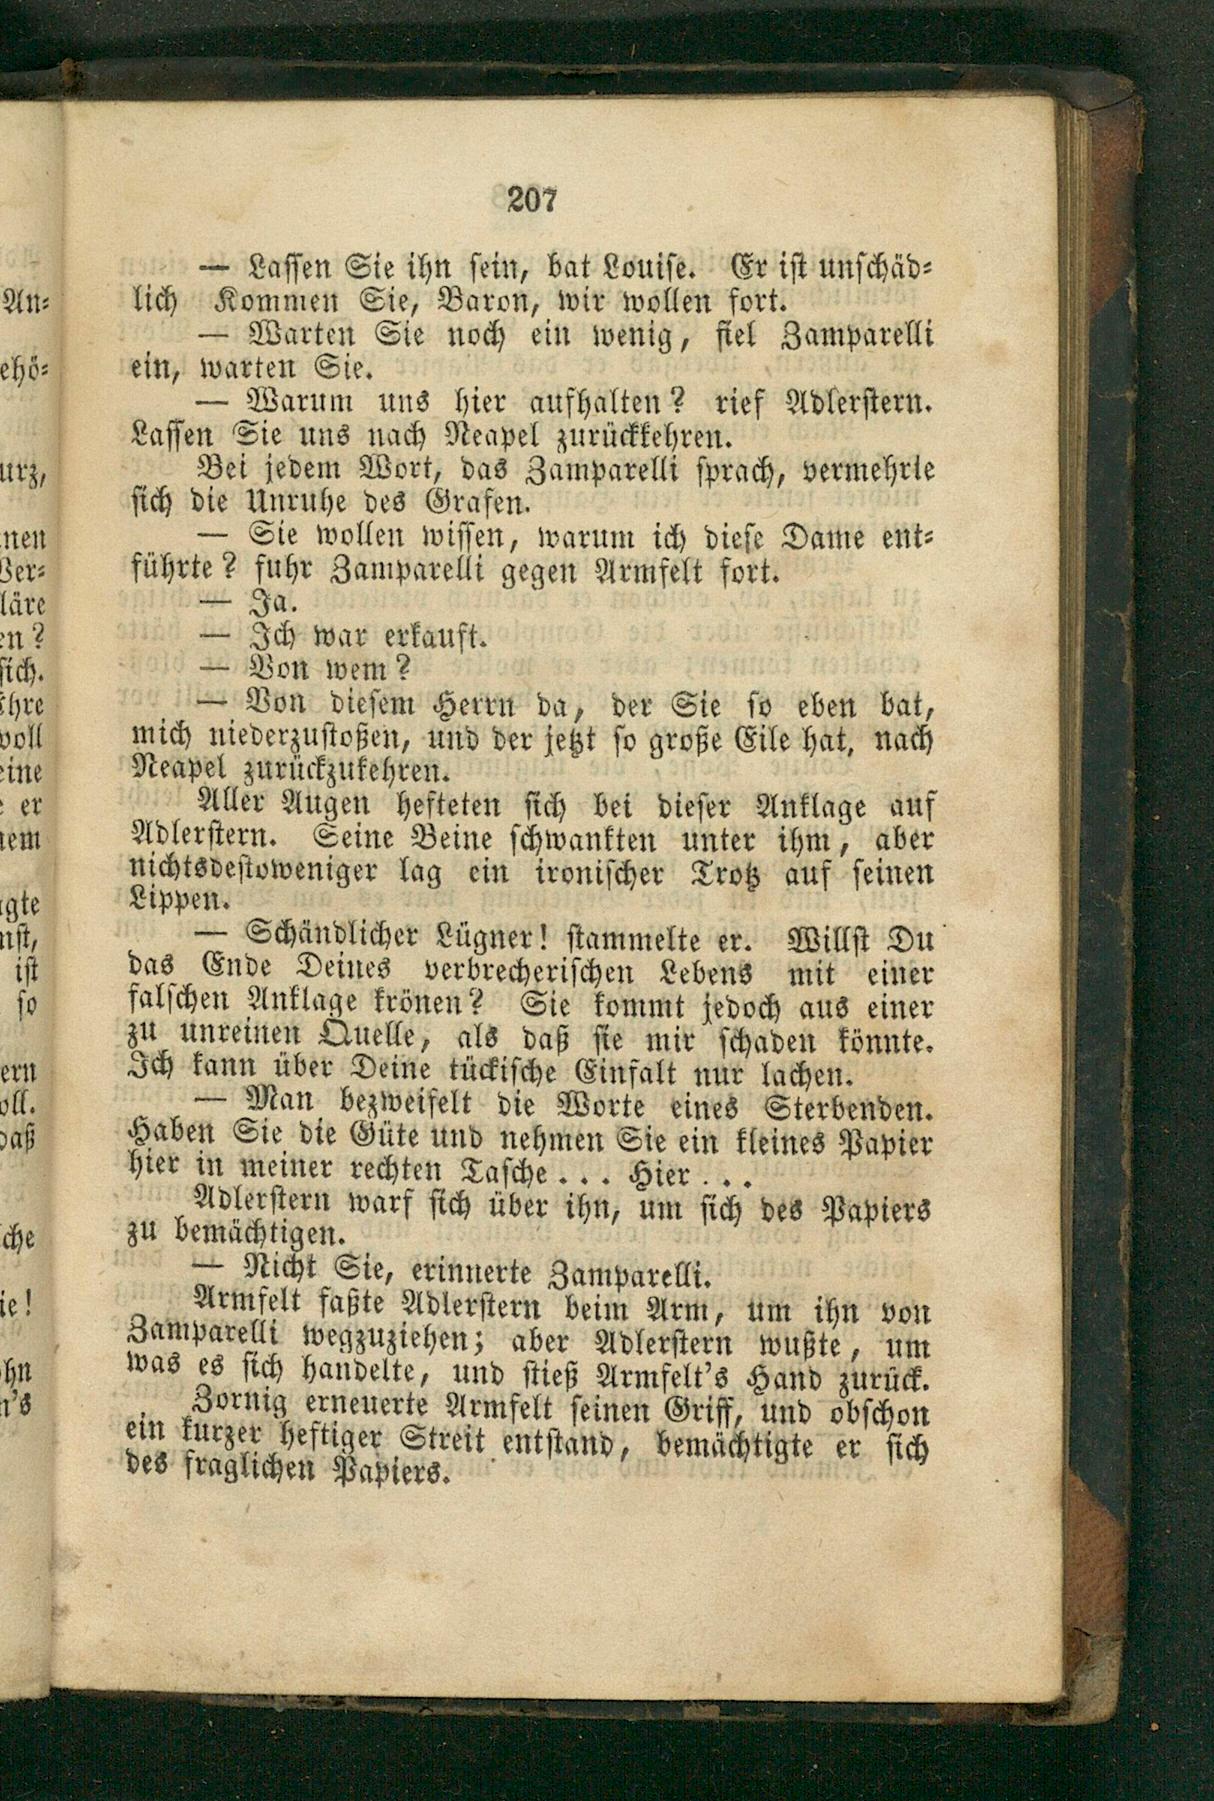 207
— Lassen Sie ihn sein, bat Louise. Er ist unschäd-
lich Kommen Sie, Baron, wir wollen fort.
— Warten Sie noch ein wenig, fiel Zamparelli
ein, warten Sie.
— Warum uns hier aufhalten? rief Adlerstern.
Lassen Sie uns nach Neapel zurückkehren.
Bei jedem Wort, das Zamparelli sprach, vermehrte
sich die Unruhe des Grafen.
— Sie wollen wissen, warum ich diese Dame ent-
führte? fuhr Zamparelli gegen Armfelt fort.
— Ja.
— Ich war erkauft.
— Von wem?
— Von diesem Herrn da, der Sie so eben bat,
mich niederzustoßen, und der jetzt so große Eile hat, nach
Neapel zurückzukehren.
Aller Augen hefteten sich bei dieser Anklage auf
Adlerstern. Seine Beine schwankten unter ihm, aber
nichtsdestoweniger lag ein ironischer Trotz auf seinen
Lippen.
— Schändlicher Lügner! stammelte er. Willst Du
das Ende Deines verbrecherischen Lebens mit einer
falschen Anklage krönen? Sie kommt jedoch aus einer
zu unreinen Quelle, als daß sie mir schaden könnte.
Ich kann über Deine tückische Einfalt nur lachen.
— Man bezweifelt die Worte eines Sterbenden.
Haben Sie die Güte und nehmen Sie ein kleines Papier
hier in meiner rechten Tasche . . . Hier . . .
Adlerstern warf sich über ihn, um sich des Papiers
zu bemächtigen.
— Nicht Sie, erinnerte Zamparelli.
Armfelt faßte Adlerstern beim Arm, um ihn von
Zamparelli wegzuziehen; aber Adlerstern wußte, um
was es sich handelte, und stieß Armfelt's Hand zurück.
Zornig erneuerte Armfelt seinen Griff, und obschon
ein kurzer heftiger Streit entstand, bemächtigte er sich
des fraglichen Papiers.